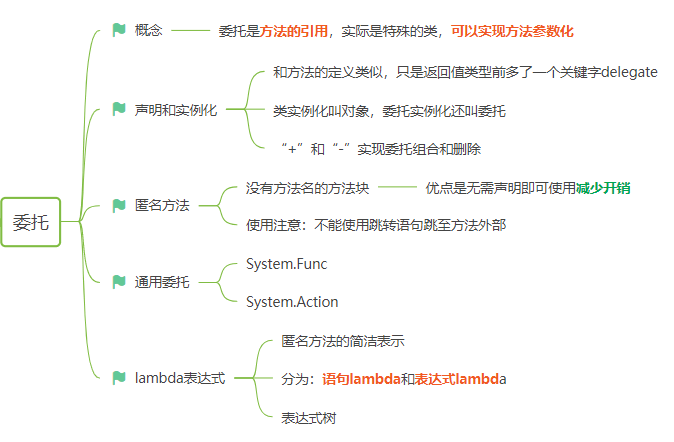 委托
概念
委托是方法的引用，实际是特殊的类，可以实现方法参数化
声明和实例化
和方法的定义类似，只是返回值类型前多了一个关键字delegate
类实例化叫对象，委托实例化还叫委托
“+”和“-”实现委托组合和删除
匿名方法
没有方法名的方法块
优点是无需声明即可使用减少开销
使用注意：不能使用跳转语句跳至方法外部
通用委托
System.Func
System.Action
lambda表达式
匿名方法的简洁表示
分为：语句lambda和表达式lambda
表达式树